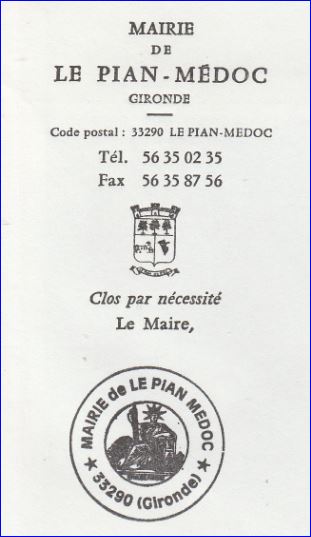 MAIRIE
DE
LE PIAN-MÉDOC
GIRONDE
Code postal : 33290 LE PIAN-MEDOC
Tél. 56 35 02 35
Fax 56 35 87 56
Clos par nécessité
Le Maire,
MAIRIE de LE PIAN MEDOC
★ 33290 (Gironde) ★